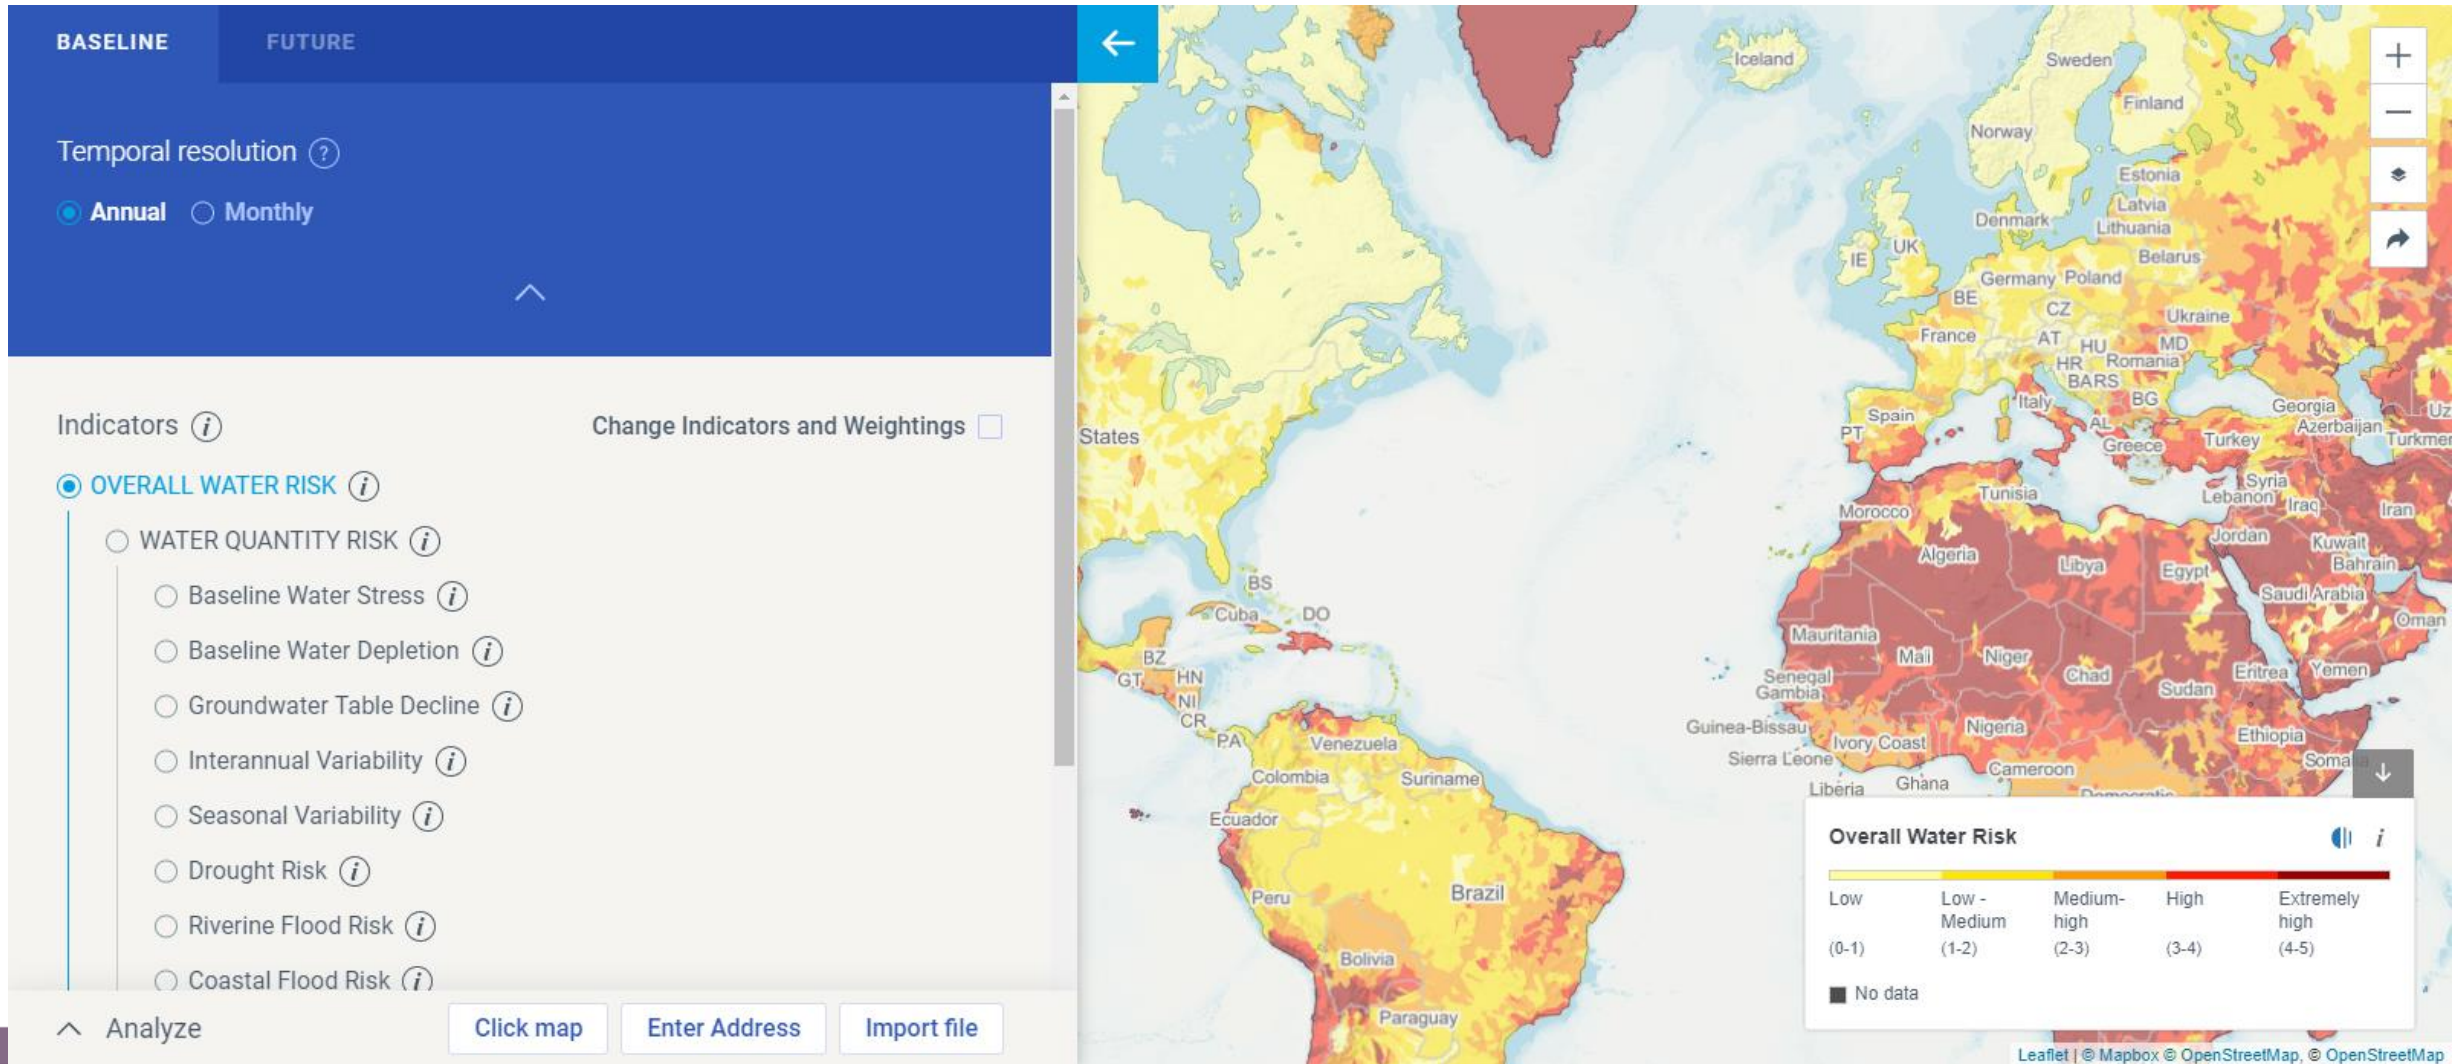 BASELINE
FUTURE
Temporal resolution ?
Annual
Monthly
Indicators i
Change Indicators and Weightings
OVERALL WATER RISK i
WATER QUANTITY RISK i
Baseline Water Stress i
Baseline Water Depletion i
Groundwater Table Decline i
Interannual Variability i
Seasonal Variability i
Drought Risk i
Riverine Flood Risk i
Coastal Flood Risk i
Analyze
Click map
Enter Address
Import file
Iceland
Sweden
Finland
Norway
Estonia
Latvia
Denmark
Lithuania
UK
IE
Belarus
Germany
Poland
BE
CZ
Ukraine
France
AT
HU
MD
HR
Romania
BARS
Italy
BG
Georgia
Uz
Spain
PT
AL
Azerbaijan
States
Greece
Turkey
Turkmer
Syria
Tunisia
Lebanon
Iraq
Iran
Morocco
Jordan
Kuwait
Algeria
Libya
Egypt
Bahrain
BS
Saudi Arabia
Cuba
DO
Oman
Mauritania
BZ
Mali
Niger
GT
HN
Senegal
Chad
Eritrea
Yemen
Gambia
Sudan
NI
CR
Guinea-Bissau
Nigeria
PA
Venezuela
Ivory Coast
Ethiopia
Sierra Leone
Cameroon
Soma
Colombia
Suriname
Liberia
Ghana
Ecuador
Peru
Brazil
Bolivia
Paraguay
Overall Water Risk
i
Low
Low -
Medium
Medium-
high
High
Extremely
high
(0-1)
(1-2)
(2-3)
(3-4)
(4-5)
No data
Leaflet | © Mapbox © OpenStreetMap, © OpenStreetMap